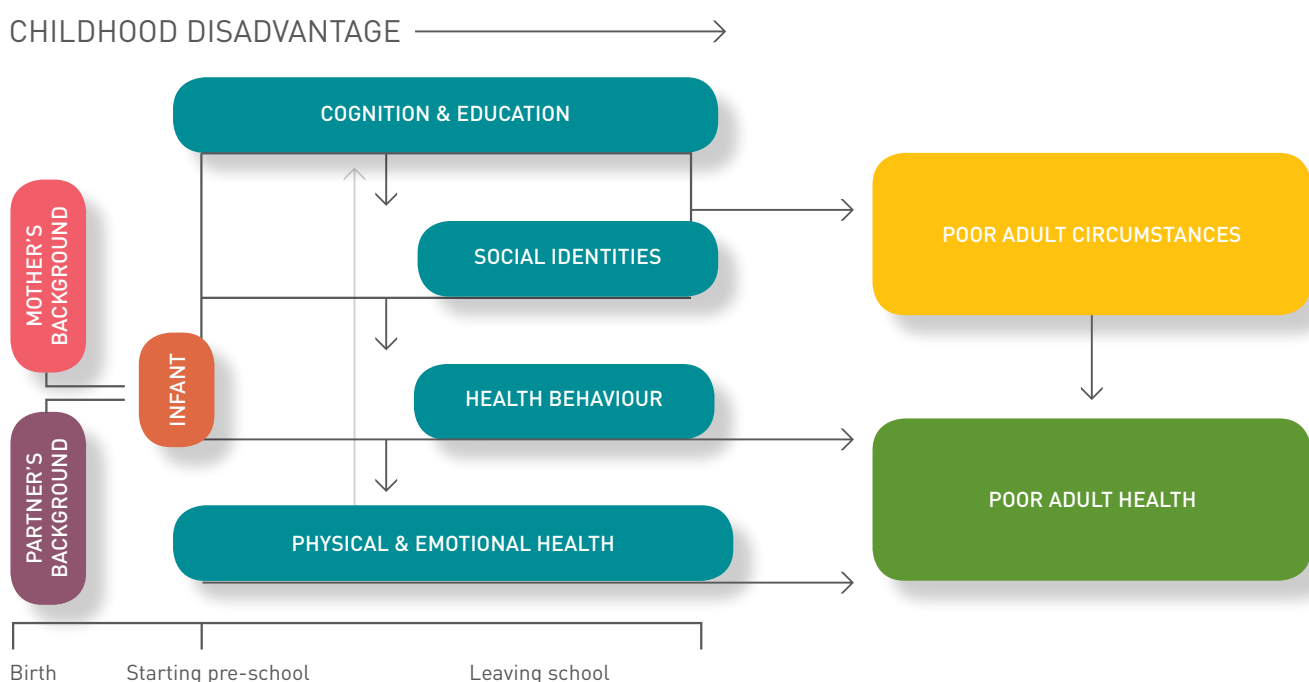 CHILDHOOD DISADVANTAGE
COGNITION & EDUCATION
MOTHER'S
BACKGROUND
SOCIAL IDENTITIES
POOR ADULT CIRCUMSTANCES
INFANT
HEALTH BEHAVIOUR
PARTNER'S
BACKGROUND
PHYSICAL & EMOTIONAL HEALTH
POOR ADULT HEALTH
Birth
Starting pre-school
Leaving school